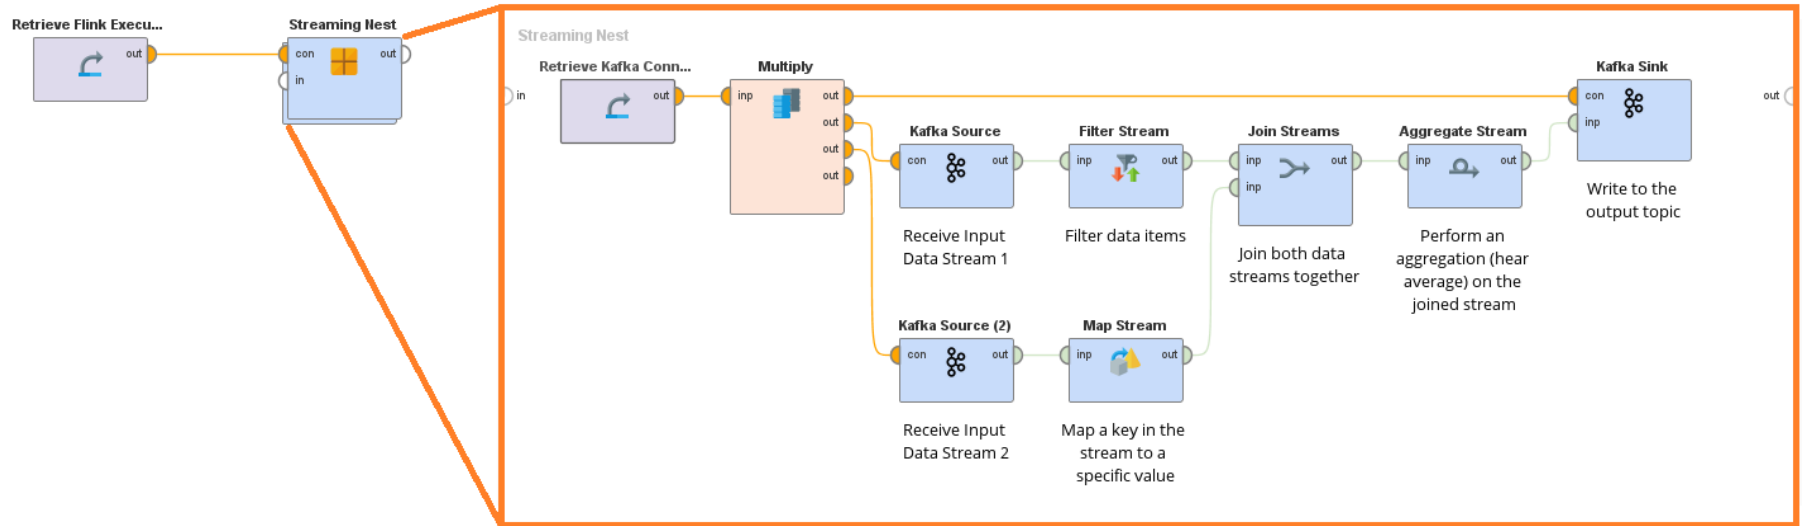 Retrieve Flink Execu...
out
Streaming Nest
con
out
in
Streaming Nest
in
Retrieve Kafka Conn...
out
Multiply
inp
out
out
out
out
Kafka Source
con
out
Receive Input
Data Stream 1
Filter Stream
inp
out
Filter data items
Join Streams
inp
out
inp
Join both data
streams together
Aggregate Stream
inp
out
Perform an
aggregation (hear
average) on the
joined stream
Kafka Sink
con
inp
Write to the
output topic
out
Kafka Source (2)
con
out
Receive Input
Data Stream 2
Map Stream
inp
out
Map a key in the
stream to a
specific value